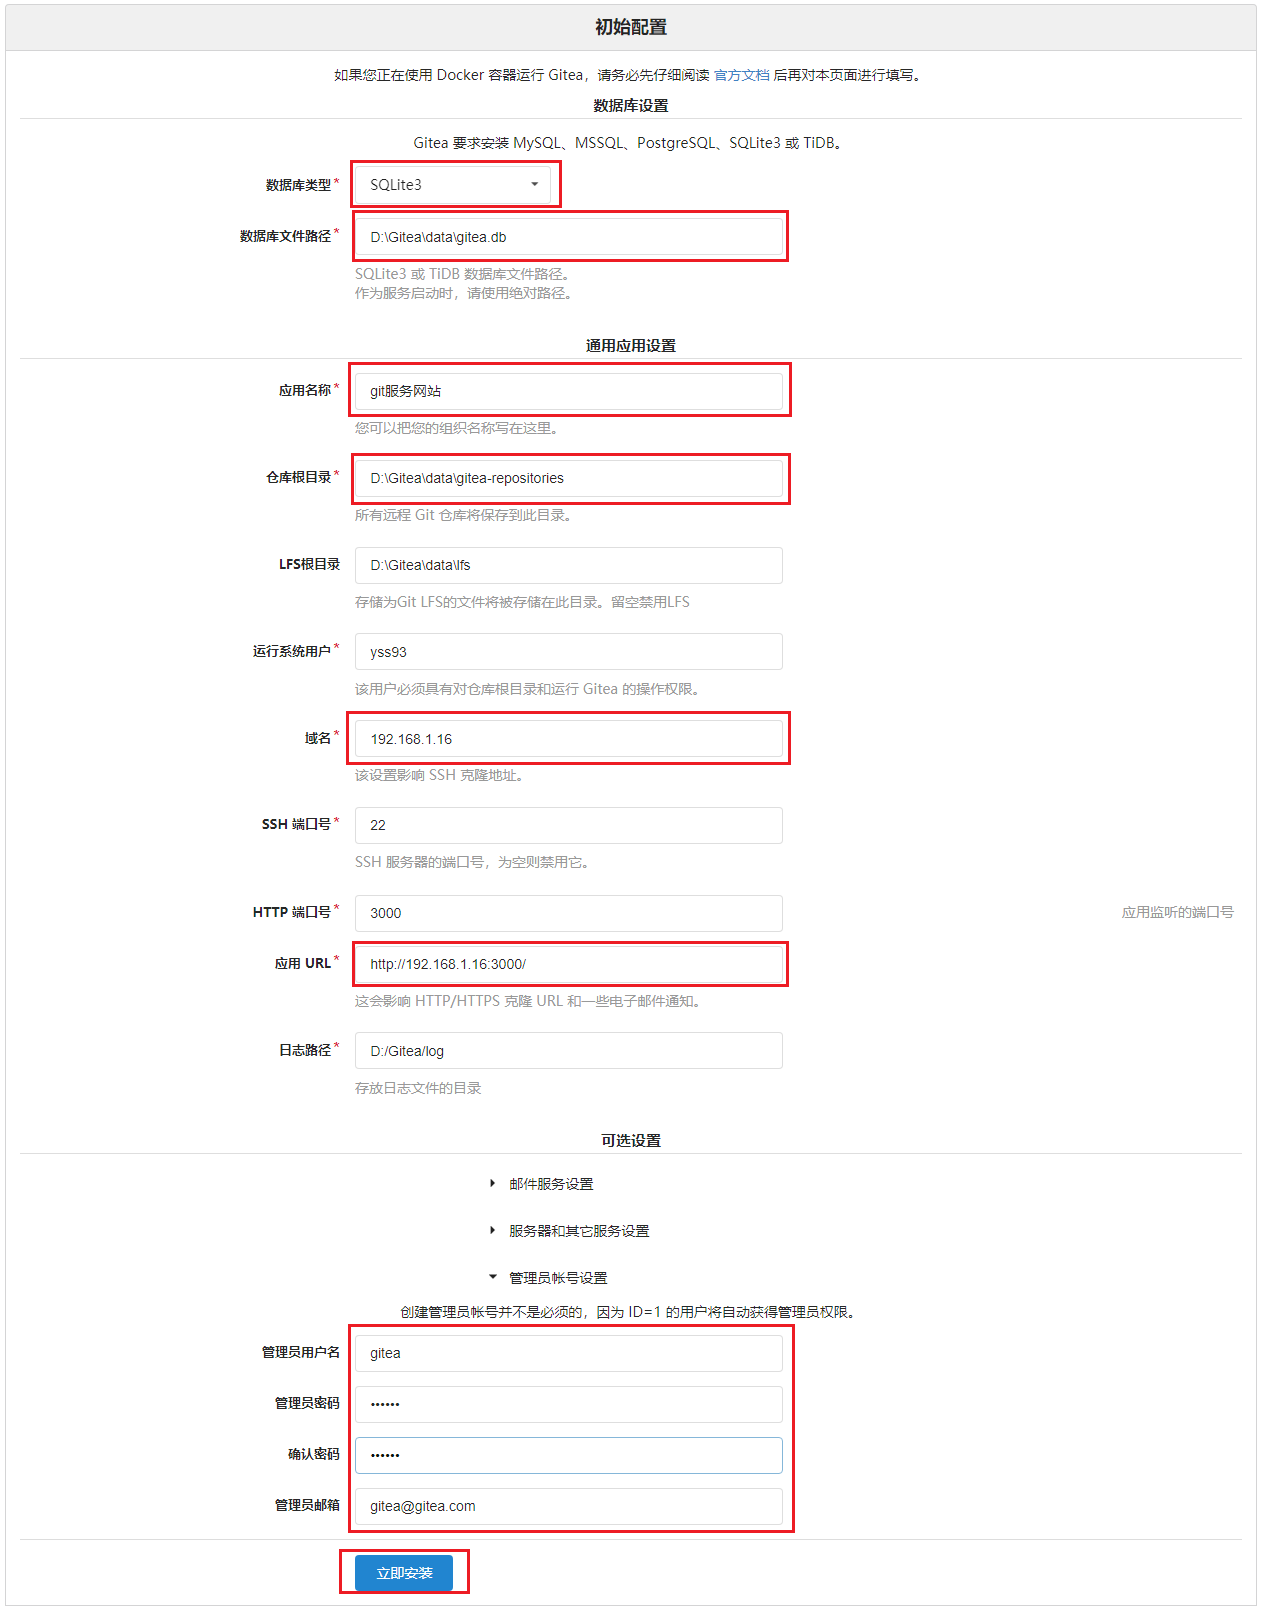 初始配置
如果您正在使用 Docker 容器运行 Gitea，请务必先仔细阅读 官方文档 后再对本页面进行填写。
数据库设置
Gitea 要求安装 MySQL、MSSQL、PostgreSQL、SQLite3 或 TiDB。
数据库类型* SQLite3
数据库文件路径* D:\Gitea\data\gitea.db
SQLite3 或 TiDB 数据库文件路径。
作为服务启动时，请使用绝对路径。
通用应用设置
应用名称* git服务网站
您可以把您的组织名称写在这里。
仓库根目录* D:\Gitea\data\gitea-repositories
所有远程 Git 仓库将保存到此目录。
LFS根目录 D:\Gitea\data\lfs
存储为Git LFS的文件将被存储在此目录。留空禁用LFS
运行系统用户* yss93
该用户必须具有对仓库根目录和运行 Gitea 的操作权限。
域名* 192.168.1.16
该设置影响 SSH 克隆地址。
SSH 端口号* 22
SSH 服务器的端口号，为空则禁用它。
HTTP 端口号* 3000 应用监听的端口号
应用 URL* http://192.168.1.16:3000/
这会影响 HTTP/HTTPS 克隆 URL 和一些电子邮件通知。
日志路径* D:/Gitea/log
存放日志文件的目录
可选设置
邮件服务设置
服务器和其它服务设置
管理员帐号设置
创建管理员帐号并不是必须的，因为 ID=1 的用户将自动获得管理员权限。
管理员用户名 gitea
管理员密码 ••••••
确认密码 ••••••
管理员邮箱 gitea@gitea.com
立即安装